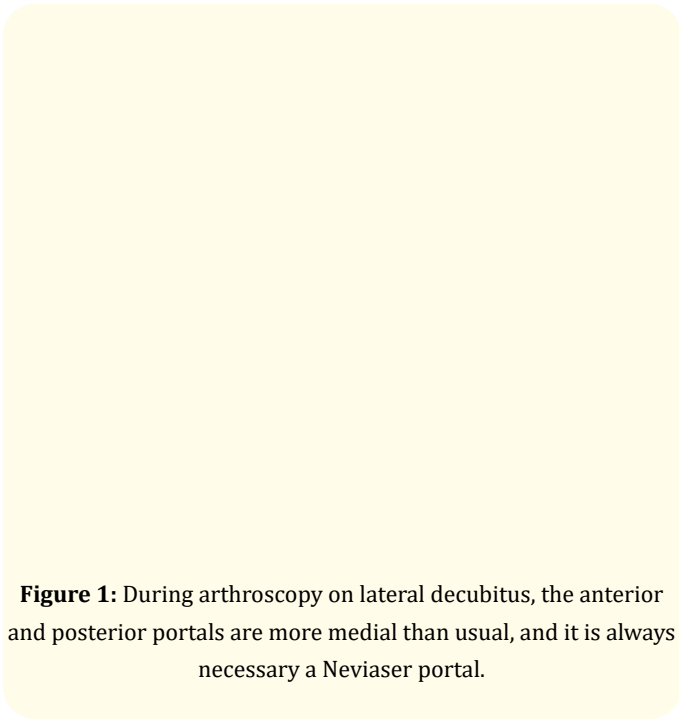 Figure 1: During arthroscopy on lateral decubitus, the anterior
and posterior portals are more medial than usual, and it is always
necessary a Neviaser portal.